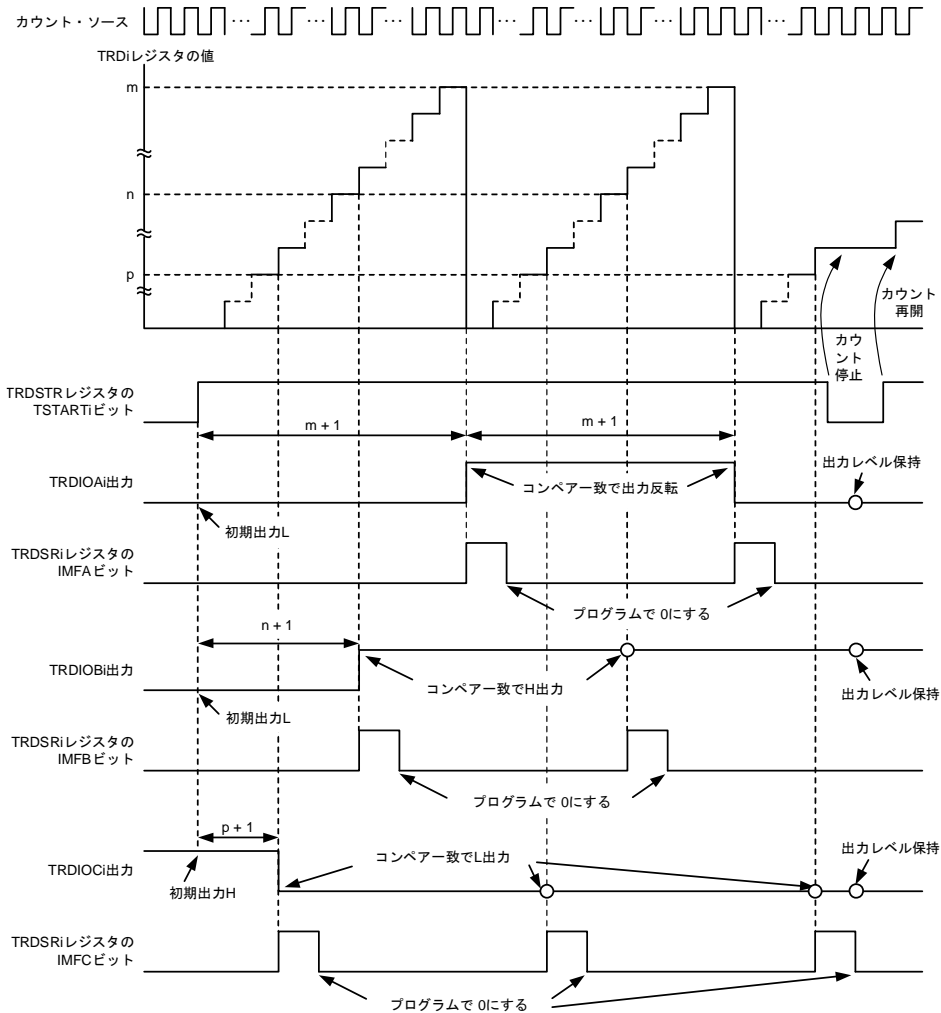 カウント・ソース
TRDiレジスタの値
m
n
p
カウント
再開
カウ
ント
停止
TRDSTRレジスタの
TSTARTiビット
m + 1
m + 1
出力レベル保持
TRDIOAi出力
コンペアー致で出力反転
初期出力L
TRDSRiレジスタの
IMFAビット
プログラムで 0にする
n + 1
TRDIOBi出力
コンペアー致でH出力
出力レベル保持
初期出力L
TRDSRiレジスタの
IMFBビット
プログラムで 0にする
p + 1
コンペアー致でL出力
出力レベル保持
TRDIOCi出力
初期出力H
TRDSRiレジスタの
IMFCビット
プログラムで 0にする